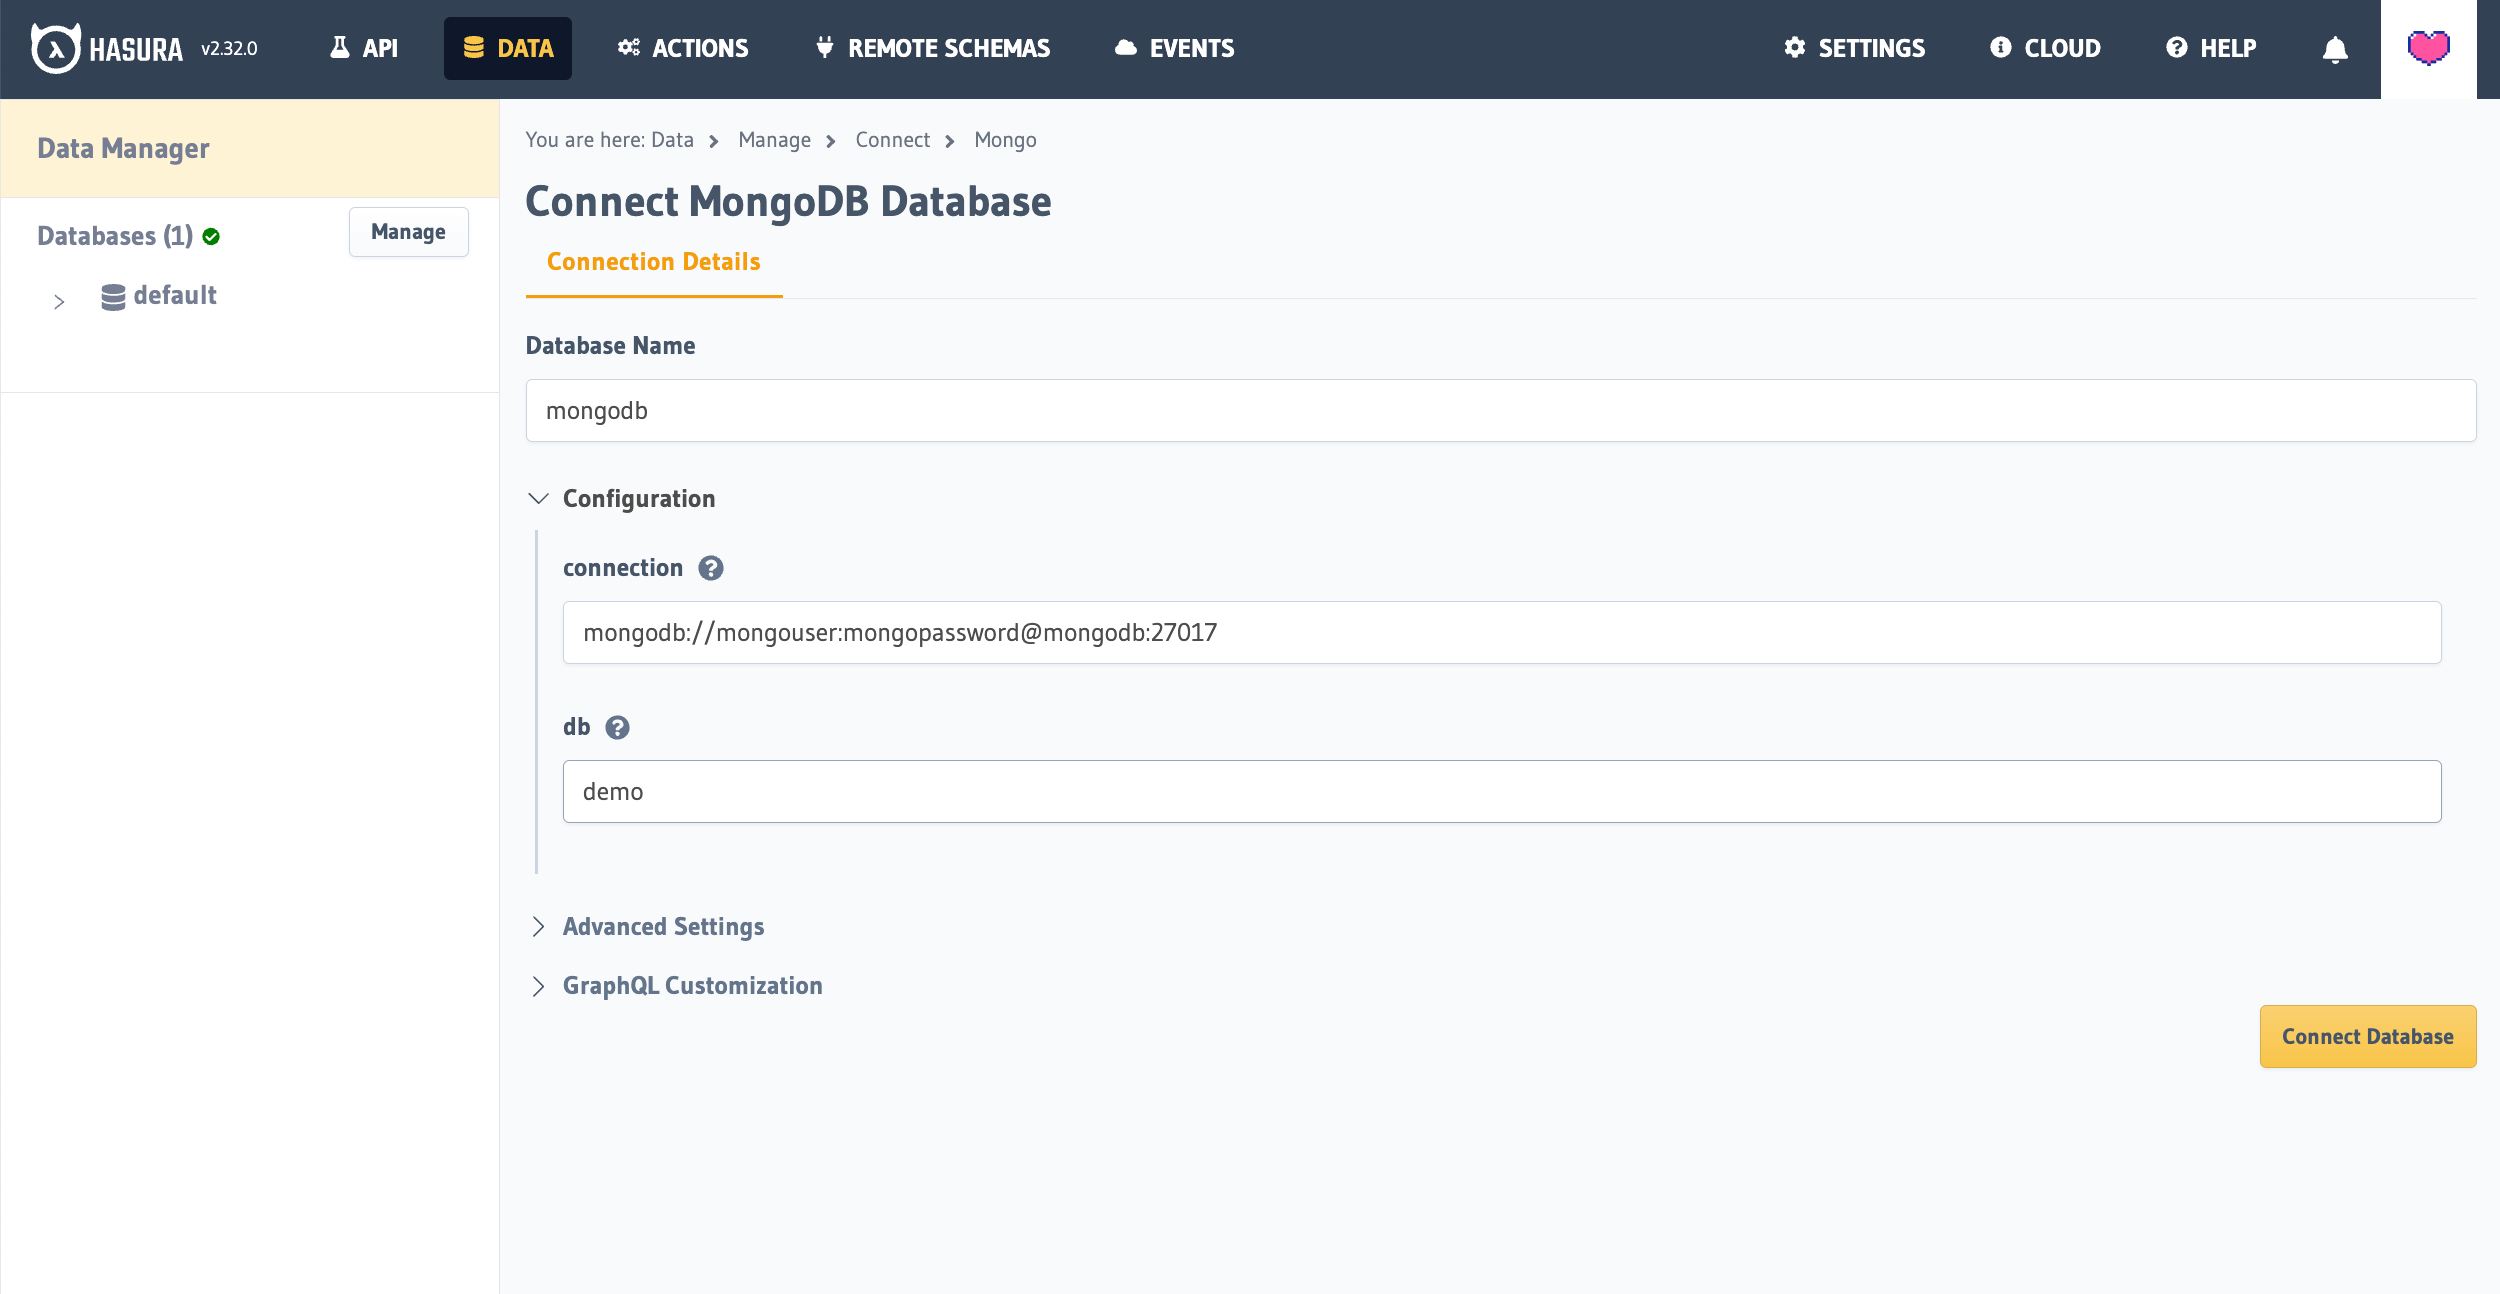 HASURA v2.32.0 API DATA ACTIONS REMOTE SCHEMAS EVENTS SETTINGS CLOUD HELP
Data Manager
Databases (1) Manage
default
You are here: Data Manage Connect Mongo
Connect MongoDB Database
Connection Details
Database Name
mongodb
Configuration
connection
mongodb://mongouser:mongopassword@mongodb:27017
db
demo
Advanced Settings
GraphQL Customization
Connect Database